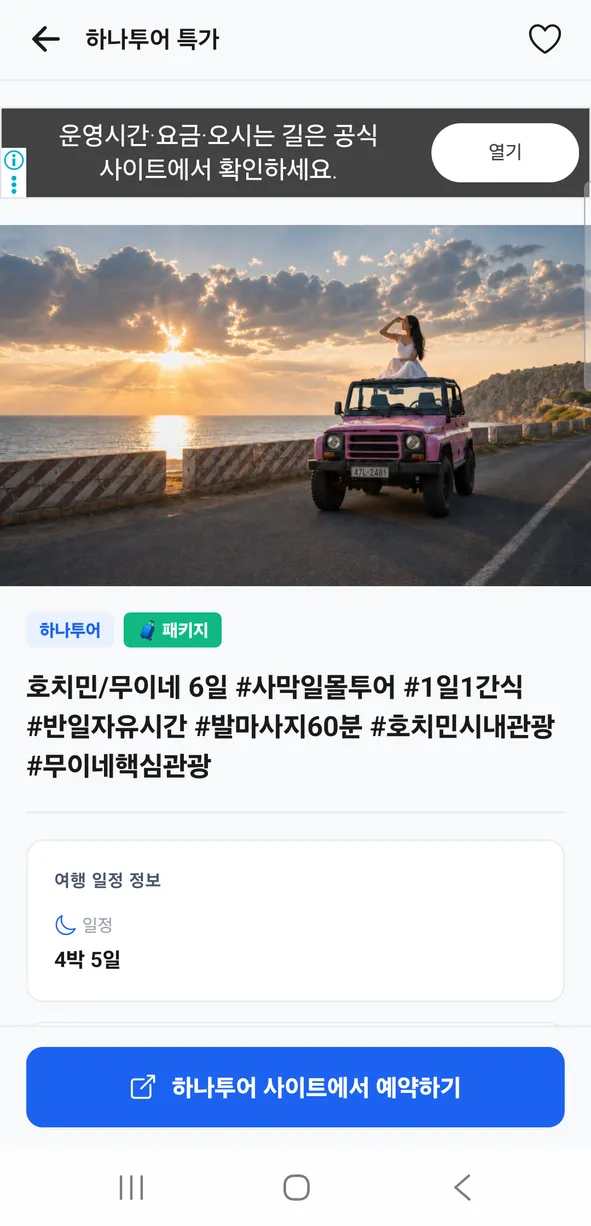 하나투어 특가
운영시간·요금·오시는 길은 공식
사이트에서 확인하세요.
열기
47L-2481
하나투어
패키지
호치민/무이네 6일 #사막일몰투어 #1일1간식
#반일자유시간 #발마사지60분 #호치민시내관광
#무이네핵심관광
여행 일정 정보
일정
4박 5일
하나투어 사이트에서 예약하기